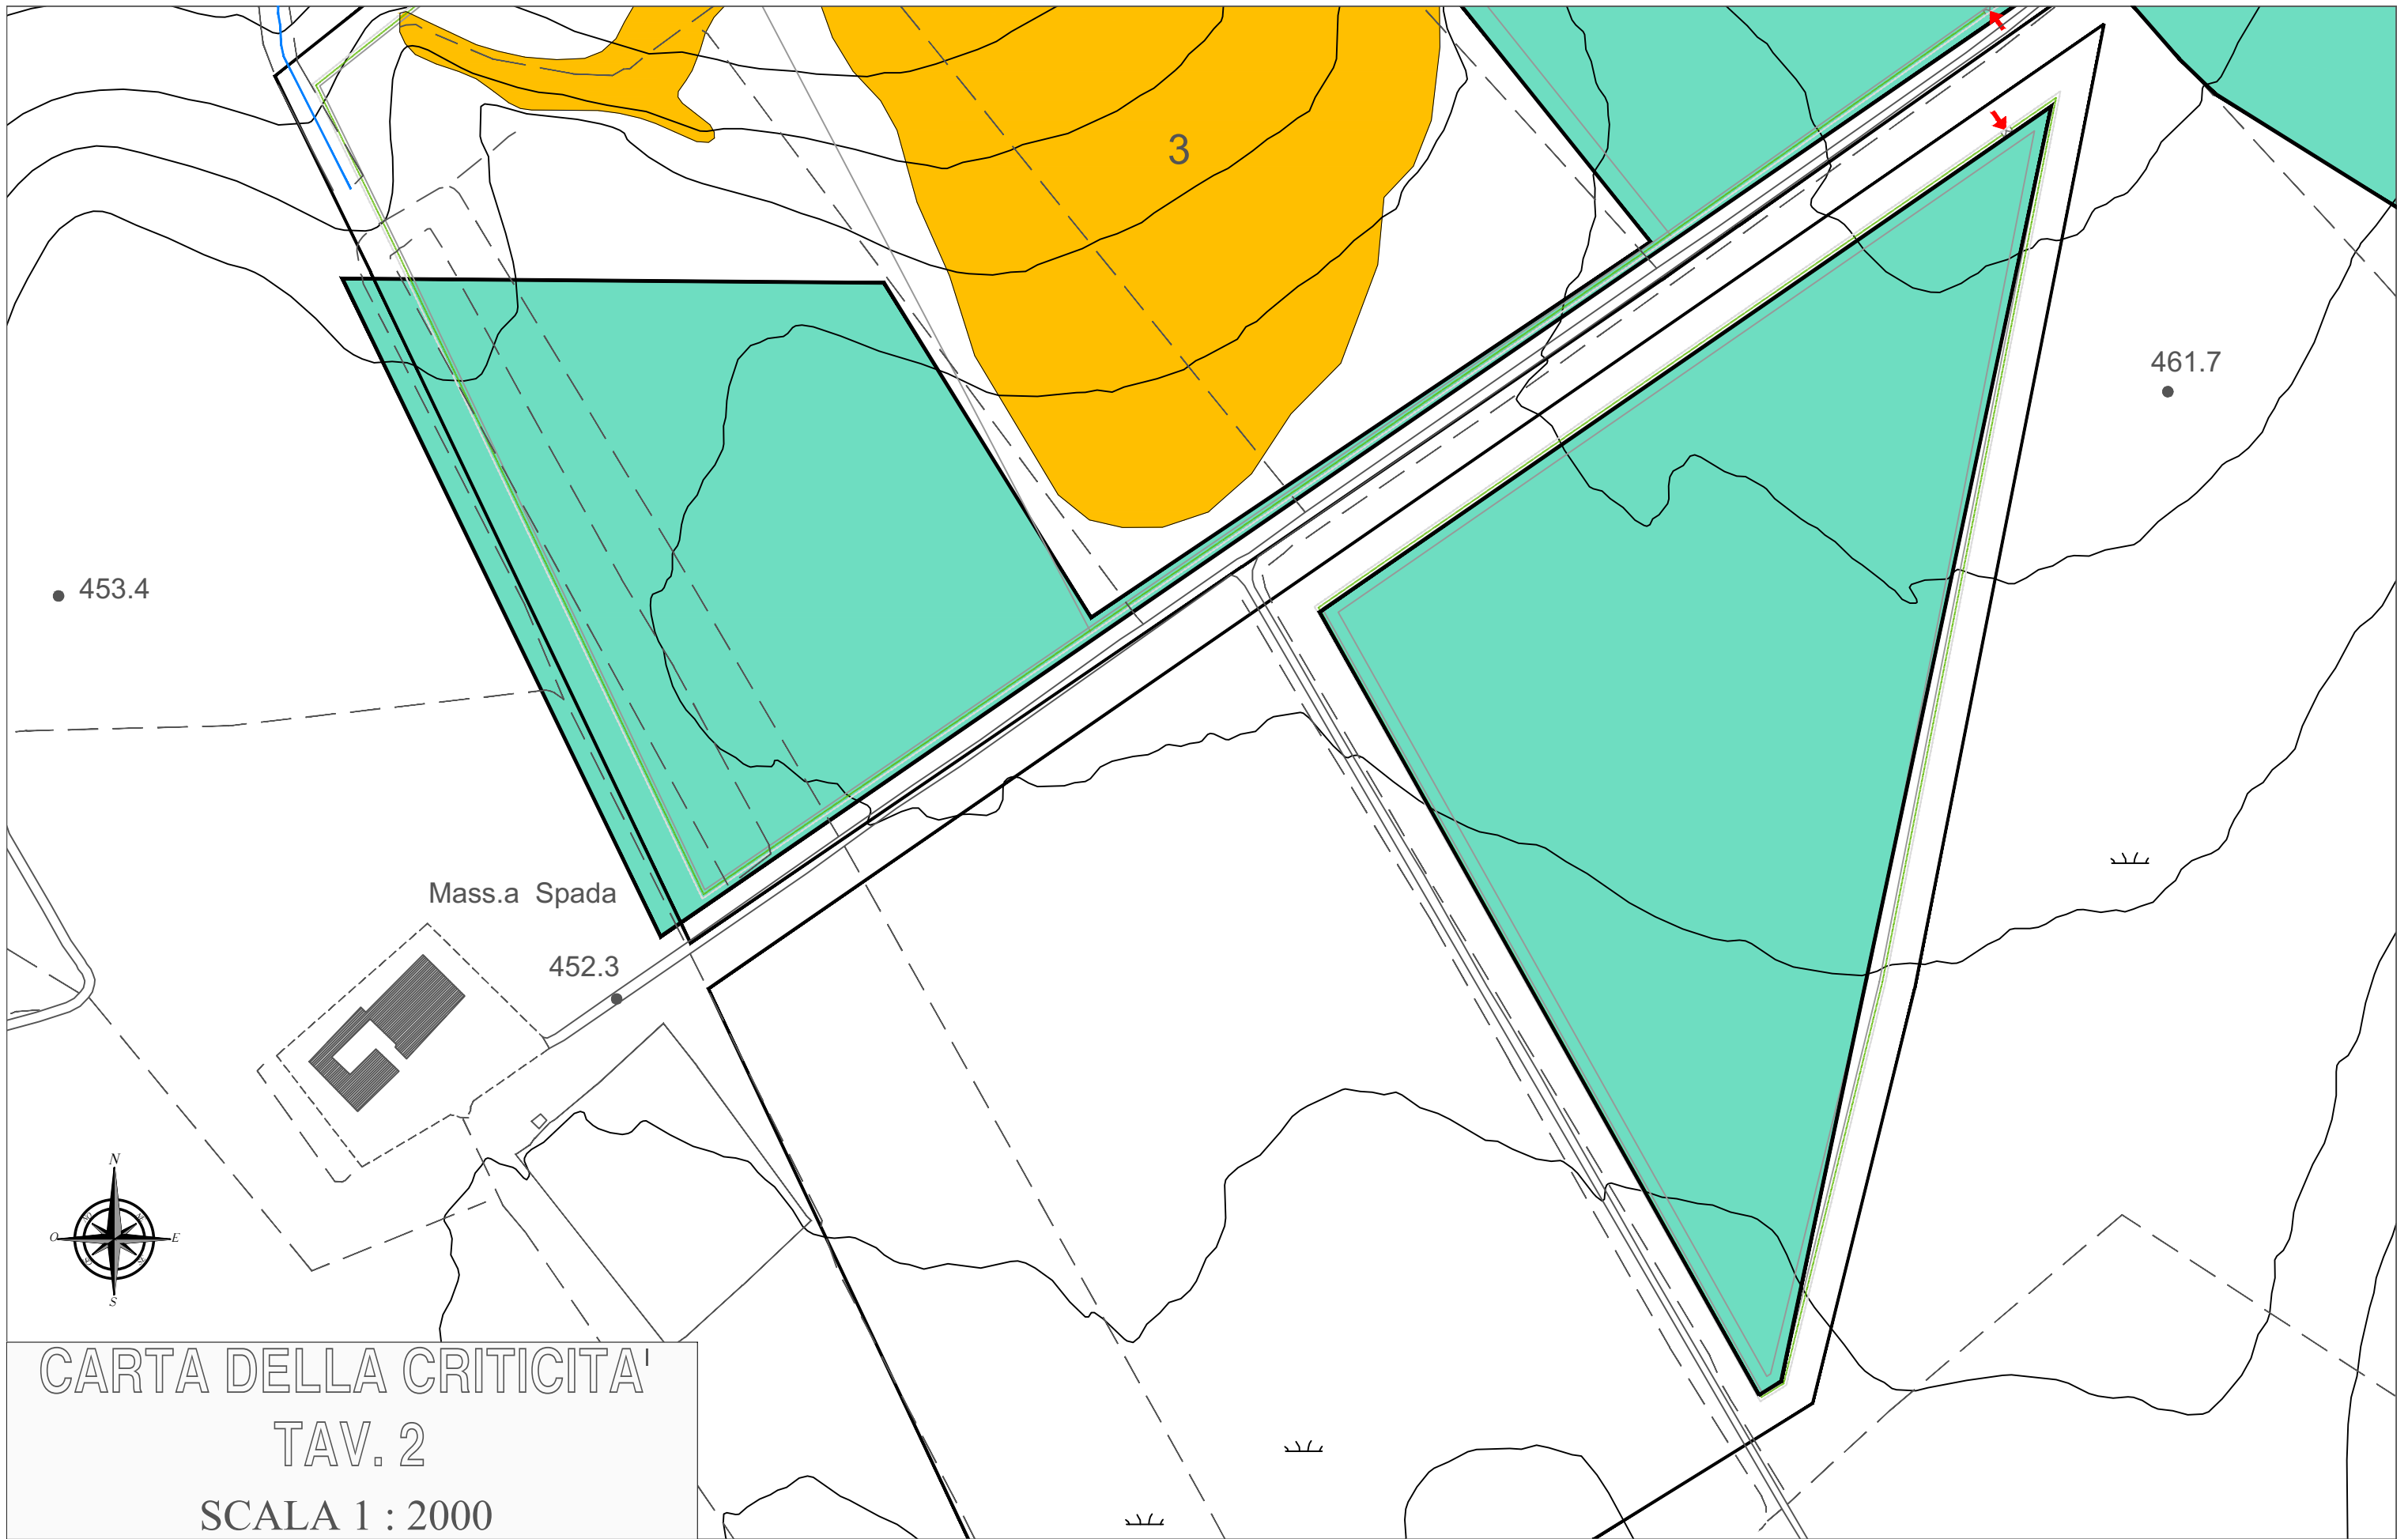 3
461.7
453.4
Mass.a Spada
452.3
N
O
E
S
CARTA DELLA CRITICITA'
TAV. 2
SCALA 1 : 2000